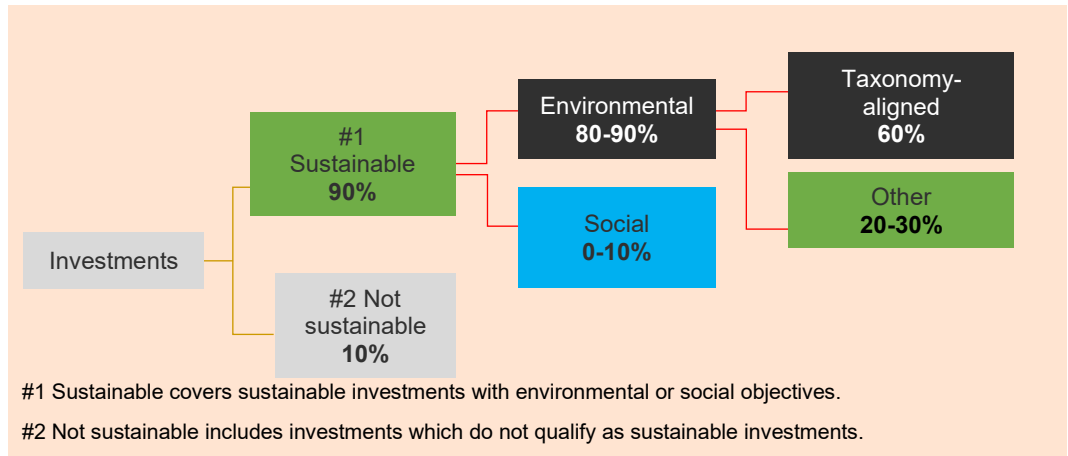 Investments
#1
Sustainable
90%
#2 Not
sustainable
10%
Environmental
80-90%
Social
0-10%
Taxonomy-
aligned
60%
Other
20-30%
#1 Sustainable covers sustainable investments with environmental or social objectives.
#2 Not sustainable includes investments which do not qualify as sustainable investments.